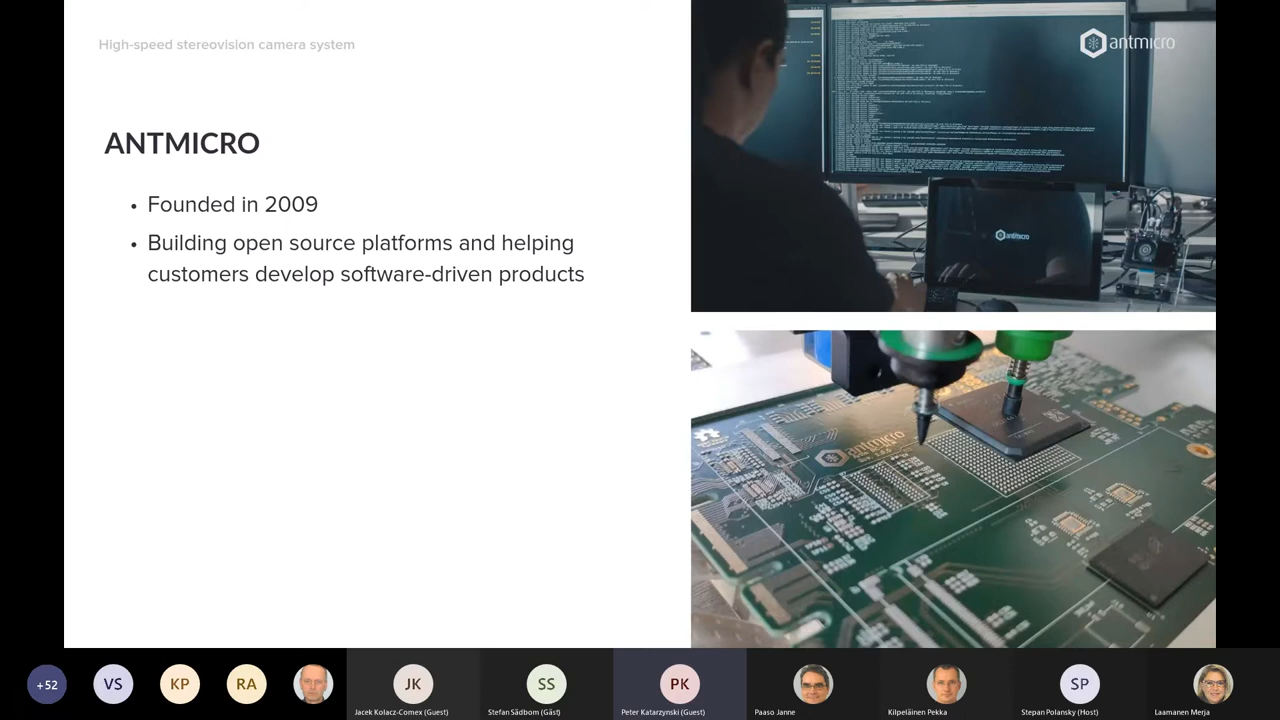 High-speed stereovision camera system
antmicro
ANTMICRO
• Founded in 2009
• Building open source platforms and helping
customers develop software-driven products
antmicro
antmicro
+52
VS
KP
RA
JK
SS
PK
SP
Jacek Kolacz-Comex (Guest)
Stefan Sädbom (Gäst)
Peter Katarzynski (Guest)
Paaso Janne
Kilpeläinen Pekka
Stepan Polansky (Host)
Laamanen Merja